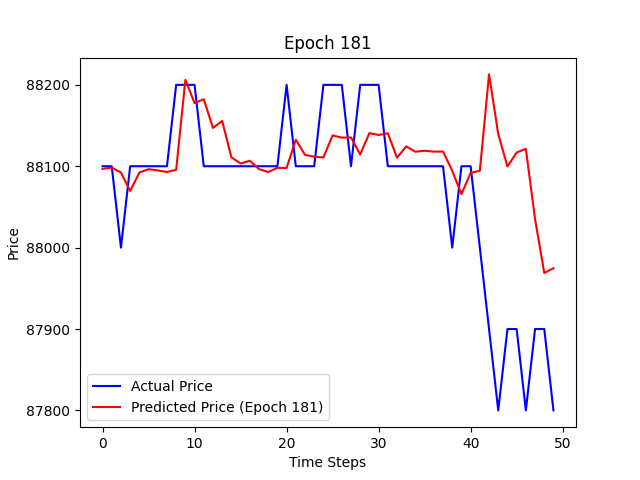 Epoch 181
Price
88200
88100
88000
87900
87800
Actual Price
Predicted Price (Epoch 181)
0 10 20 30 40 50
Time Steps